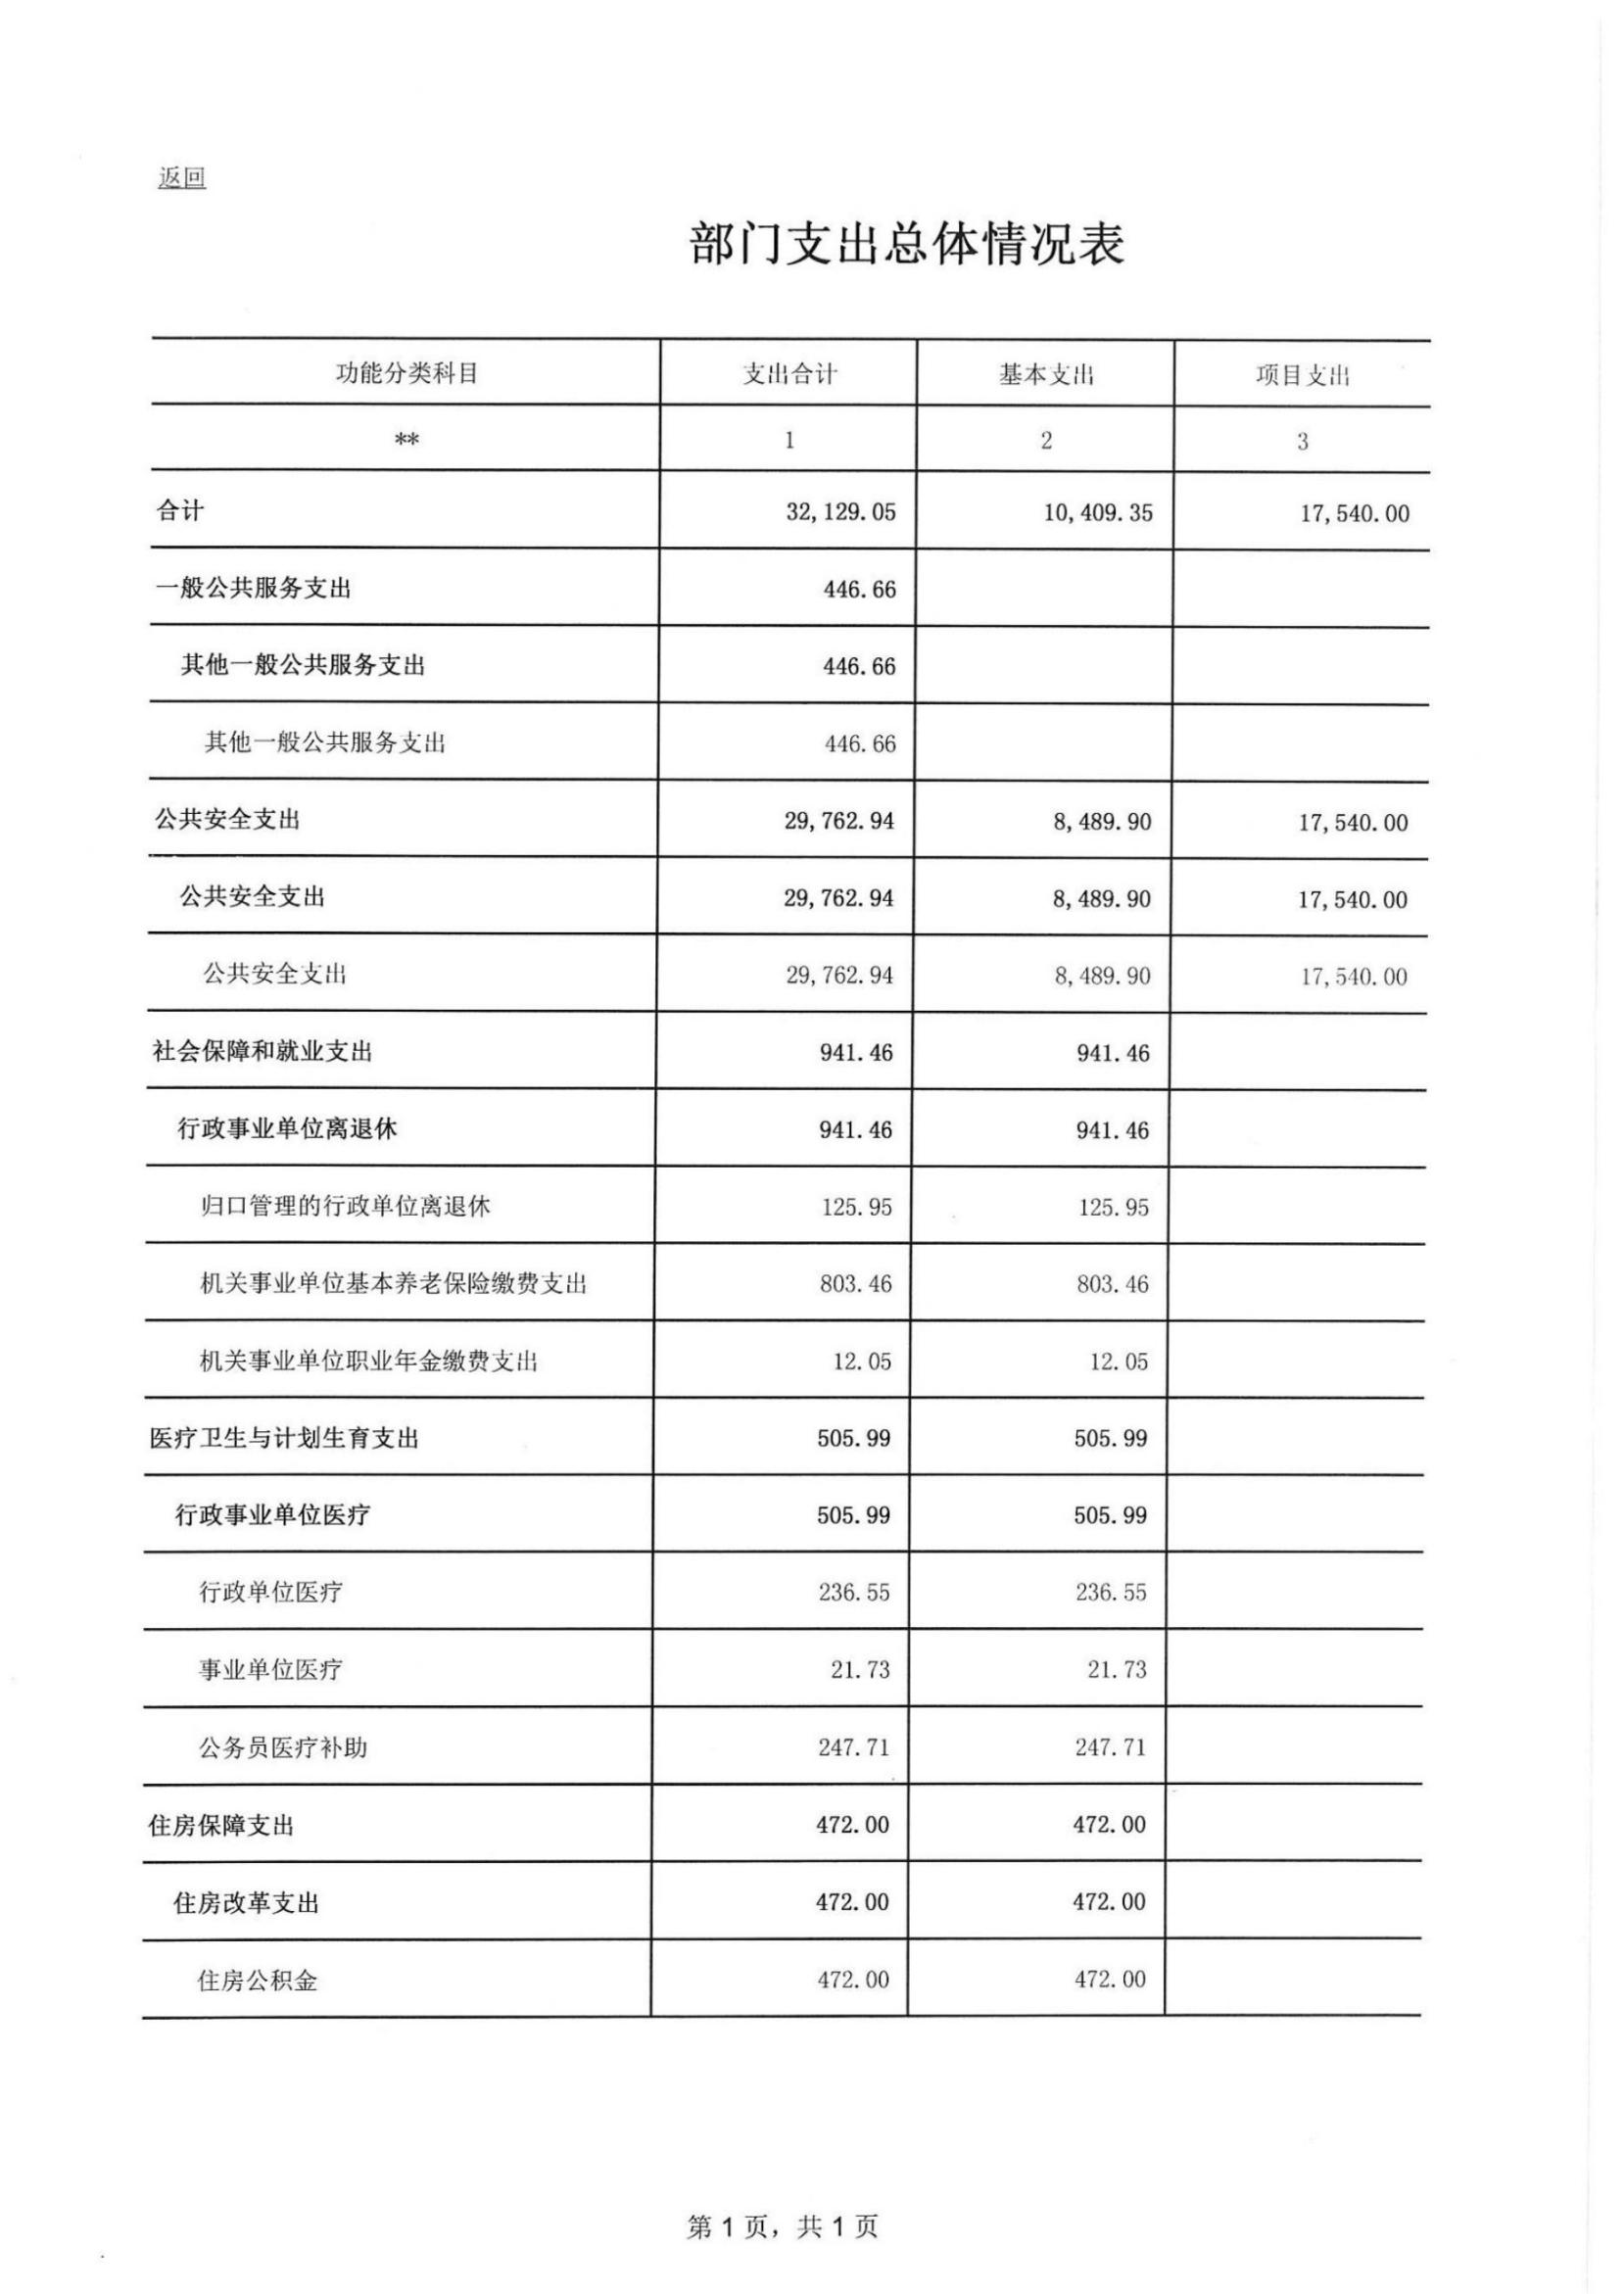 返回
部门支出总体情况表
功能分类科目 支出合计 基本支出 项目支出
** 1 2 3
合计 32,129.05 10,409.35 17,540.00
一般公共服务支出 446.66
其他一般公共服务支出 446.66
其他一般公共服务支出 446.66
公共安全支出 29,762.94 8,489.90 17,540.00
公共安全支出 29,762.94 8,489.90 17,540.00
公共安全支出 29,762.94 8,489.90 17,540.00
社会保障和就业支出 941.46 941.46
行政事业单位离退休 941.46 941.46
归口管理的行政单位离退休 125.95 125.95
机关事业单位基本养老保险缴费支出 803.46 803.46
机关事业单位职业年金缴费支出 12.05 12.05
医疗卫生与计划生育支出 505.99 505.99
行政事业单位医疗 505.99 505.99
行政单位医疗 236.55 236.55
事业单位医疗 21.73 21.73
公务员医疗补助 247.71 247.71
住房保障支出 472.00 472.00
住房改革支出 472.00 472.00
住房公积金 472.00 472.00
第 1 页，共 1 页